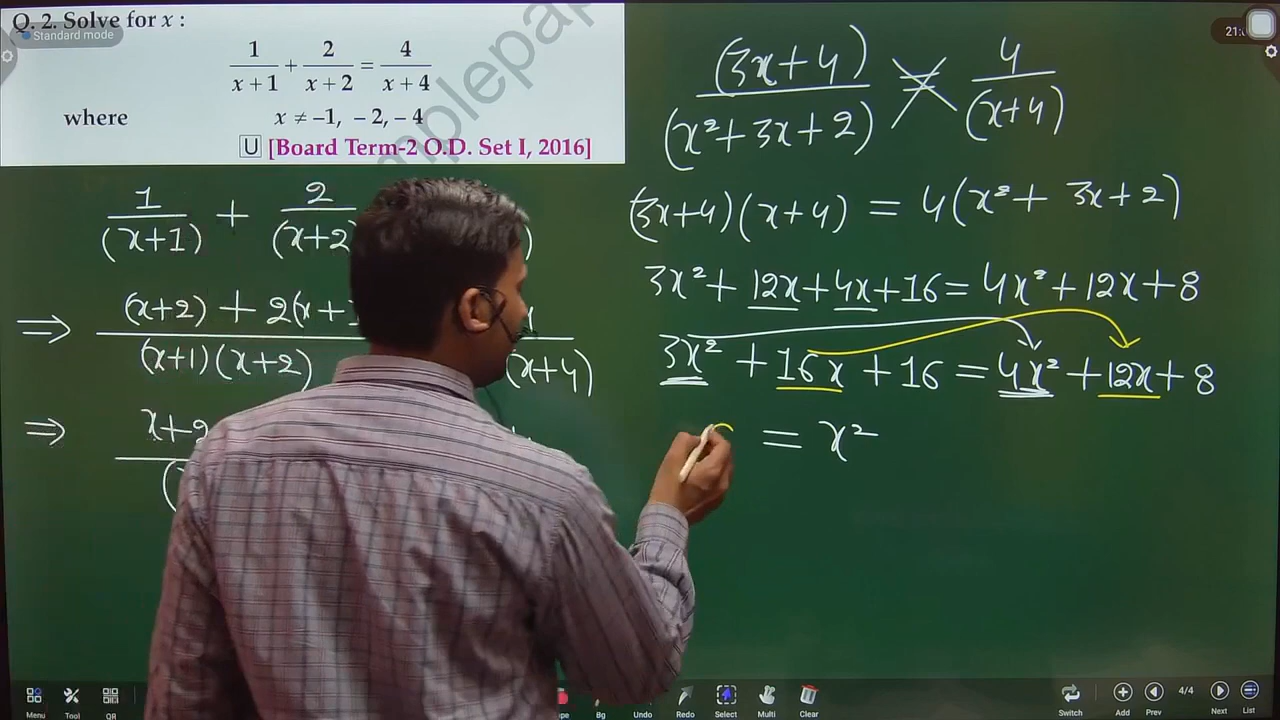 Q. 2. Solve for x :
Standard mode
1/(x+1) + 2/(x+2) = 4/(x+4)
where x ≠ –1, – 2, – 4
U [Board Term-2 O.D. Set I, 2016]
mplepap
21:
1/(x+1) + 2/(x+2)
⇒ (x+2) + 2(x+
(x+1)(x+2) (x+4)
⇒ x+2
(3x+4)/(x²+3x+2) = 4/(x+4)
(3x+4)(x+4) = 4(x²+ 3x+2)
3x²+ 12x+4x+16=4x²+12x+8
3x² + 16x +16 =4x² +12x+ 8
= x²
Menu Tool QR Bg Undo Redo Select Multi Clear Switch Add Prev 4/4 Next List